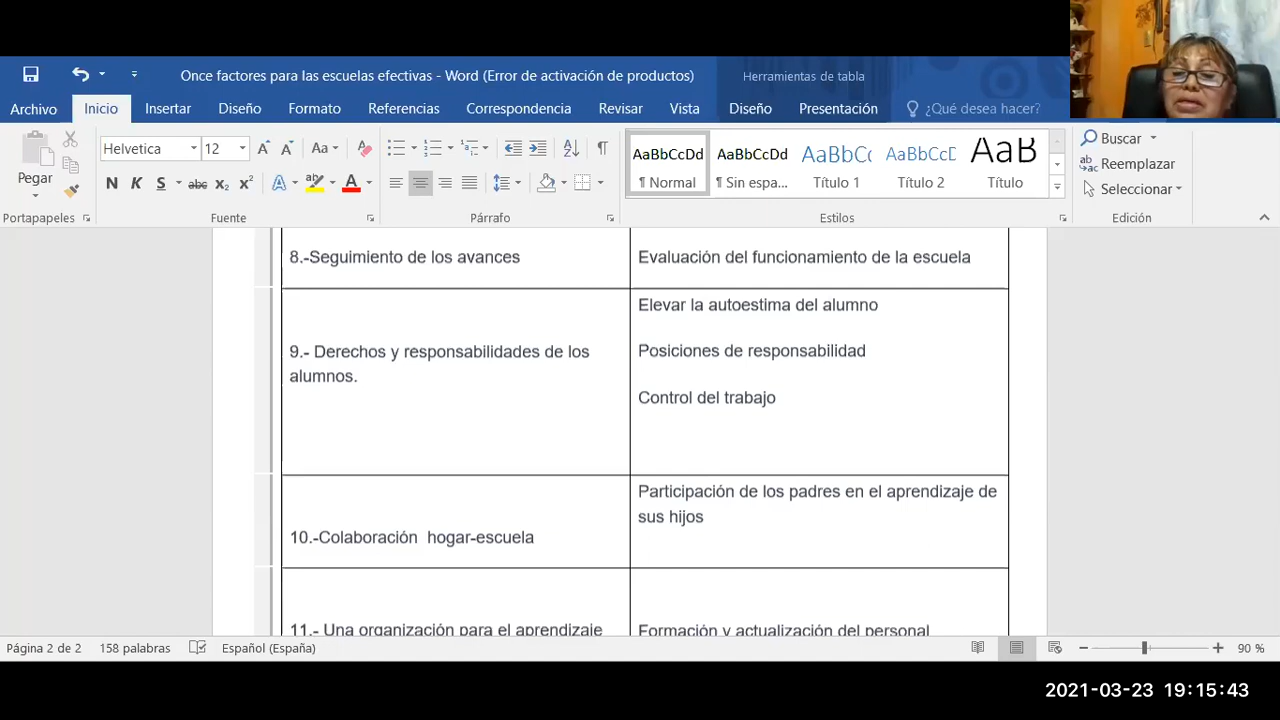 Once factores para las escuelas efectivas - Word (Error de activación de productos)
Herramientas de tabla
Archivo Inicio Insertar Diseño Formato Referencias Correspondencia Revisar Vista Diseño Presentación ¿Qué desea hacer?
Pegar
Helvetica 12 Aa
N K S abc x₂ x² A A
AaBbCcDd AaBbCcDd AaBbCc AaBbCcD AaB
¶ Normal ¶ Sin espa... Título 1 Título 2 Título
Buscar
Reemplazar
Seleccionar
Portapapeles Fuente Párrafo Estilos Edición
8.-Seguimiento de los avances
Evaluación del funcionamiento de la escuela
9.- Derechos y responsabilidades de los
alumnos.
Elevar la autoestima del alumno
Posiciones de responsabilidad
Control del trabajo
10.-Colaboración hogar-escuela
Participación de los padres en el aprendizaje de
sus hijos
11.- Una organización para el aprendizaje
Formación y actualización del personal
Página 2 de 2 158 palabras Español (España) 90 %
2021-03-23 19:15:43